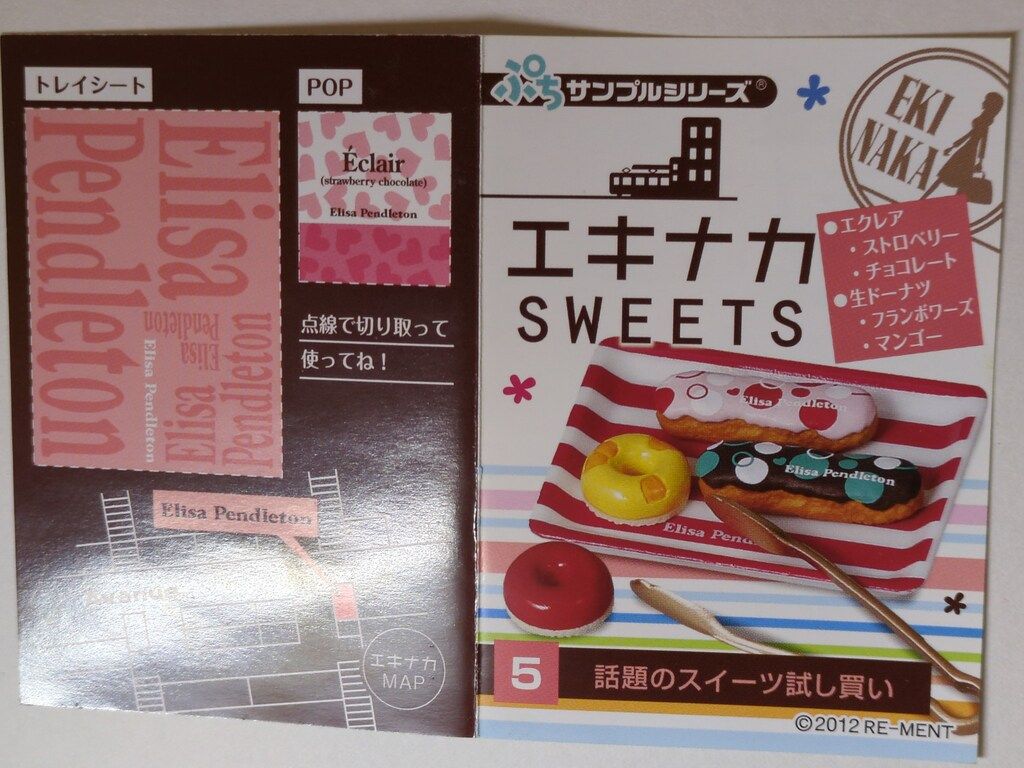 トレイシート
Elisa
Pendleton
Elisa
Pendleton
Elisa Pendleton
Elisa
Pendleton
POP
Éclair
(strawberry chocolate)
Elisa Pendleton
点線で切り取って
使ってね！
Elisa Pendleton
エキナカ
MAP
ぷちサンプルシリーズ®
EKI
NAKA
エキナカ
SWEETS
●エクレア
・ストロベリー
・チョコレート
●生ドーナツ
・フランボワーズ
・マンゴー
Elisa Pendleton
Elisa Pendleton
5 話題のスイーツ試し買い
©2012 RE-MENT